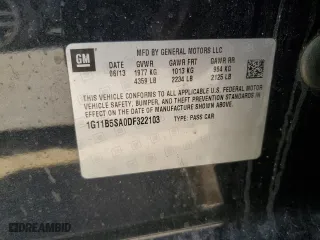 GM
MFD BY GENERAL MOTORS LLC
DATE GVWR GAWR FRT GAWR RR
06/13 1977 KG 1013 KG 964 KG
4359 LB 2234 LB 2125 LB
THIS VEHICLE CONFORMS TO ALL APPLICABLE U.S. FEDERAL MOTOR
VEHICLE SAFETY, BUMPER, AND THEFT PREVENTION STANDARDS IN
EFFECT ON THE DATE OF MANUFACTURE SHOWN ABOVE.
1G11B5SA0DF322103 TYPE: PASS CAR